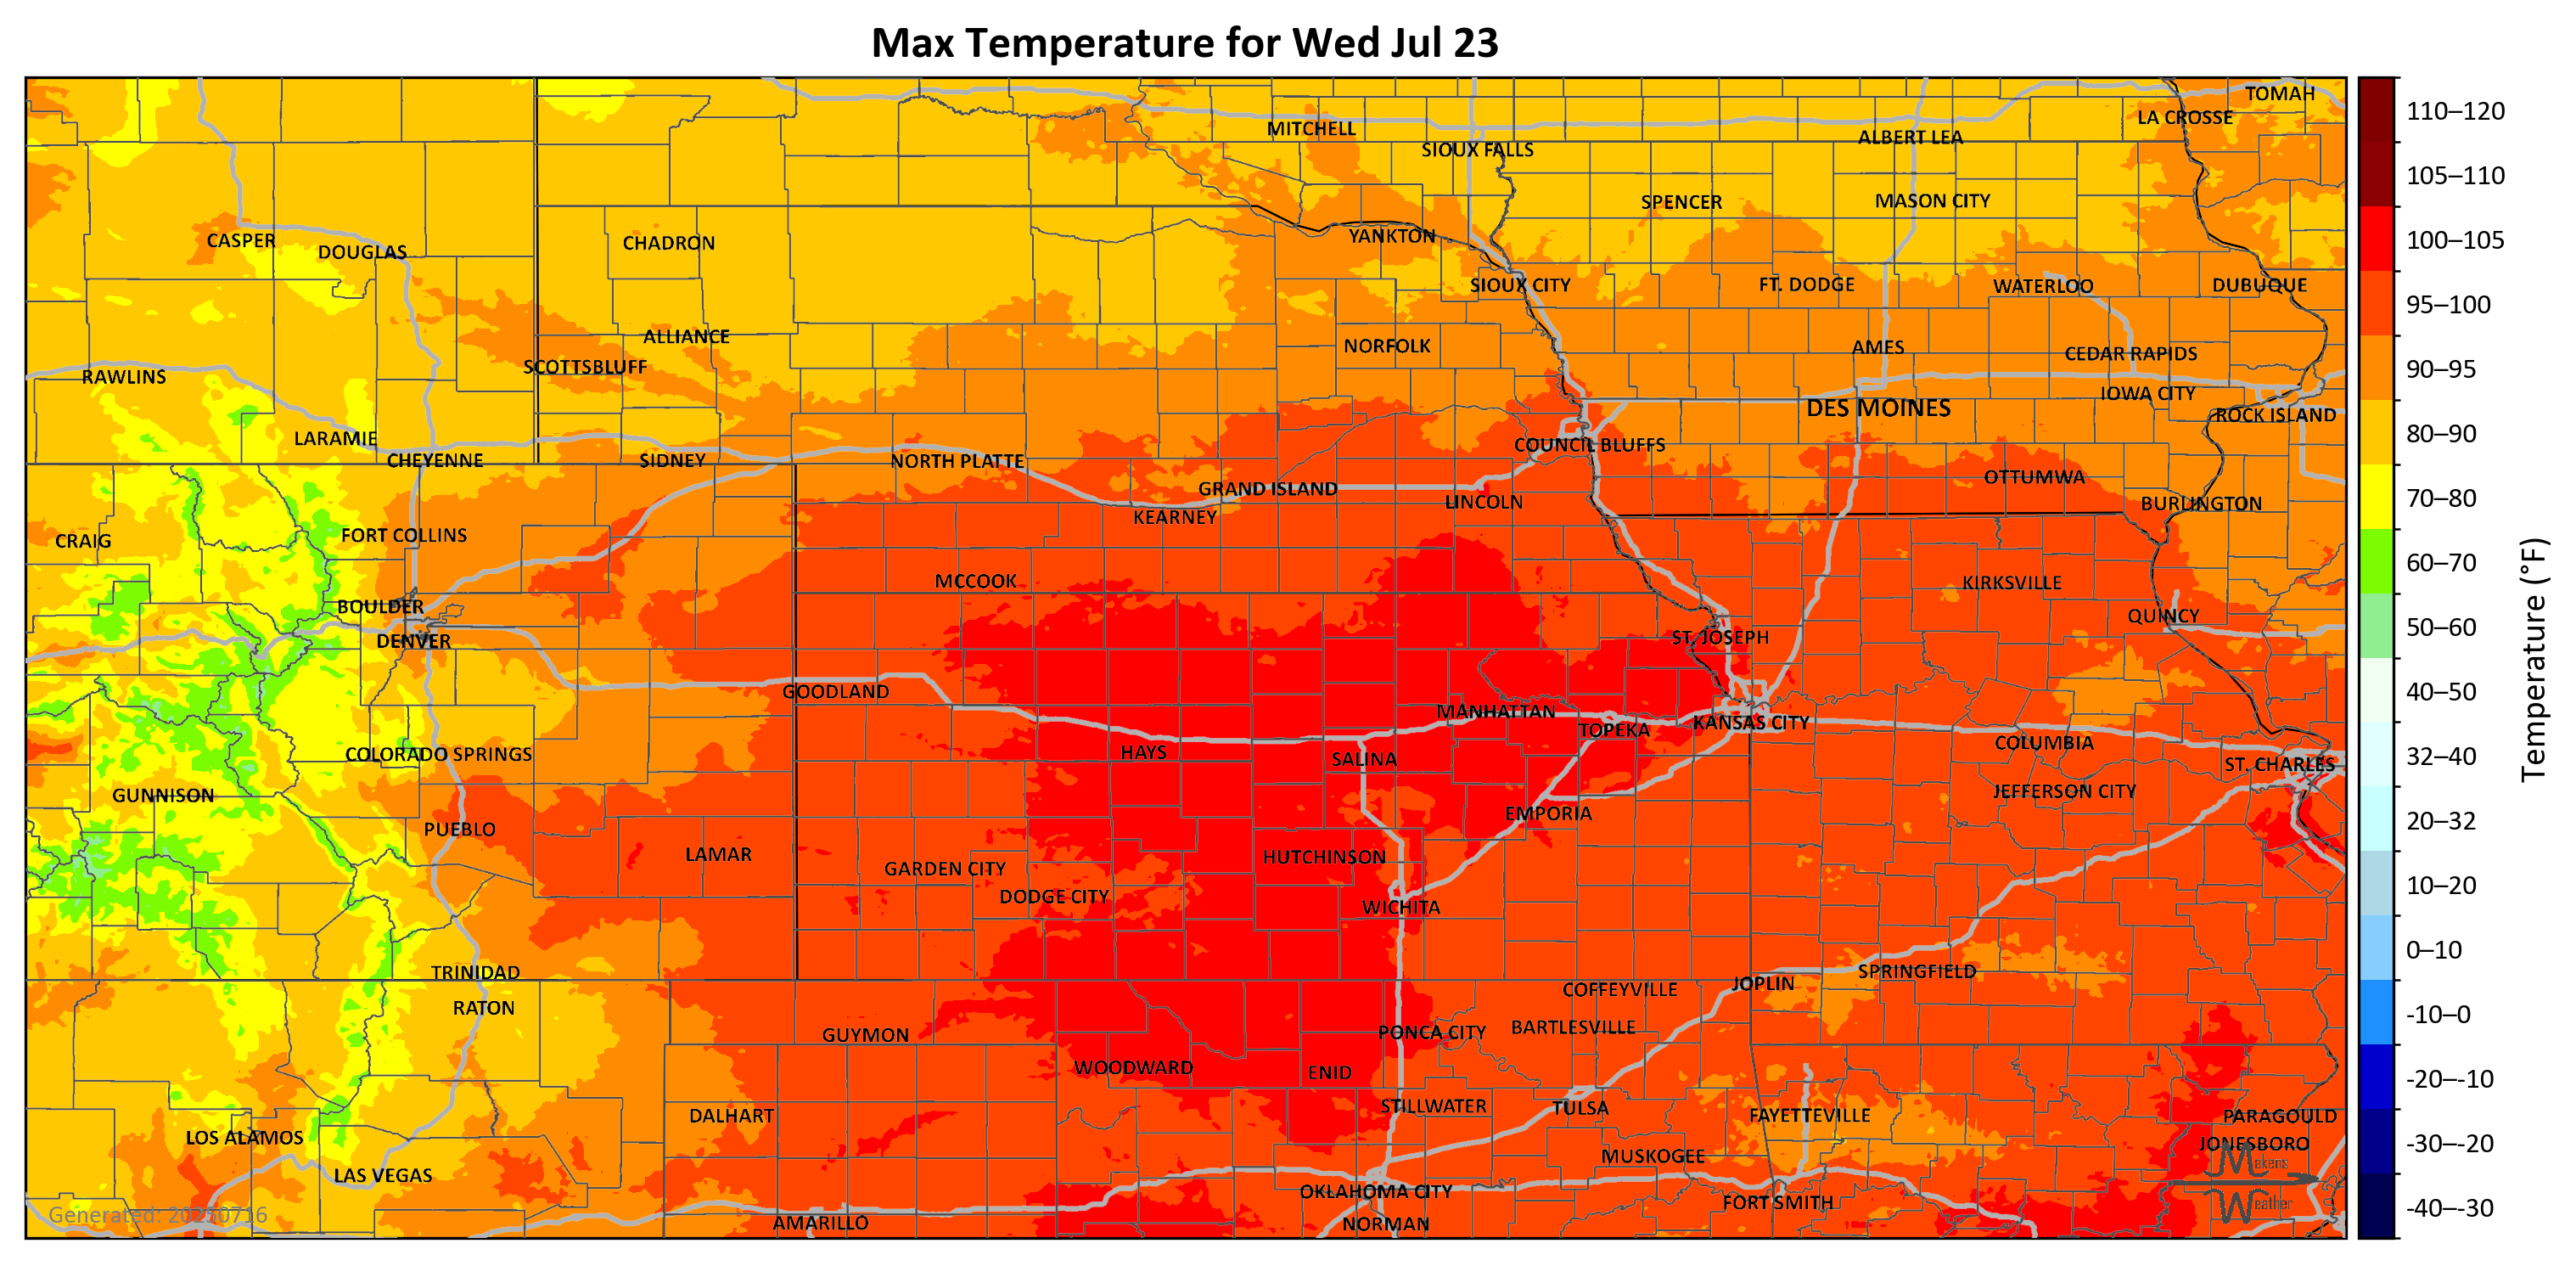 Max Temperature for Wed Jul 23
TOMAH
LA CROSSE
MITCHELL
ALBERT LEA
SIOUX FALLS
SPENCER
MASON CITY
CASPER
DOUGLAS
CHADRON
YANKTON
SIOUX CITY
FT. DODGE
WATERLOO
DUBUQUE
ALLIANCE
NORFOLK
AMES
CEDAR RAPIDS
SCOTTSBLUFF
RAWLINS
IOWA CITY
DES MOINES
ROCK ISLAND
LARAMIE
COUNCIL BLUFFS
CHEYENNE
SIDNEY
NORTH PLATTE
OTTUMWA
GRAND ISLAND
LINCOLN
BURLINGTON
KEARNEY
FORT COLLINS
CRAIG
MCCOOK
KIRKSVILLE
BOULDER
QUINCY
DENVER
ST. JOSEPH
GOODLAND
MANHATTAN
TOPEKA
KANSAS CITY
COLUMBIA
COLORADO SPRINGS
HAYS
SALINA
ST. CHARLES
GUNNISON
JEFFERSON CITY
EMPORIA
PUEBLO
LAMAR
HUTCHINSON
GARDEN CITY
DODGE CITY
WICHITA
TRINIDAD
SPRINGFIELD
JOPLIN
COFFEYVILLE
RATON
GUYMON
PONCA CITY
BARTLESVILLE
WOODWARD
ENID
STILLWATER
TULSA
DALHART
FAYETTEVILLE
PARAGOULD
LOS ALAMOS
JONESBORO
MUSKOGEE
LAS VEGAS
OKLAHOMA CITY
FORT SMITH
AMARILLO
NORMAN
Generated: 20250716
Makens
Weather
110–120
105–110
100–105
95–100
90–95
80–90
70–80
60–70
50–60
40–50
32–40
20–32
10–20
0–10
-10–0
-20–-10
-30–-20
-40–-30
Temperature (°F)